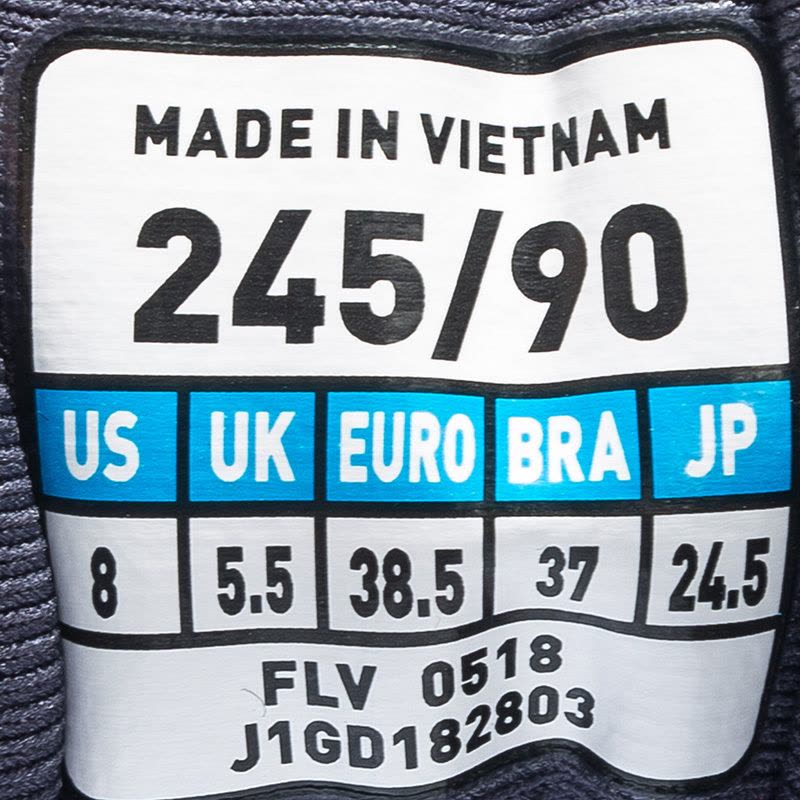 MADE IN VIETNAM
245/90
US UK EURO BRA JP
8 5.5 38.5 37 24.5
FLV 0518
J1GD182803